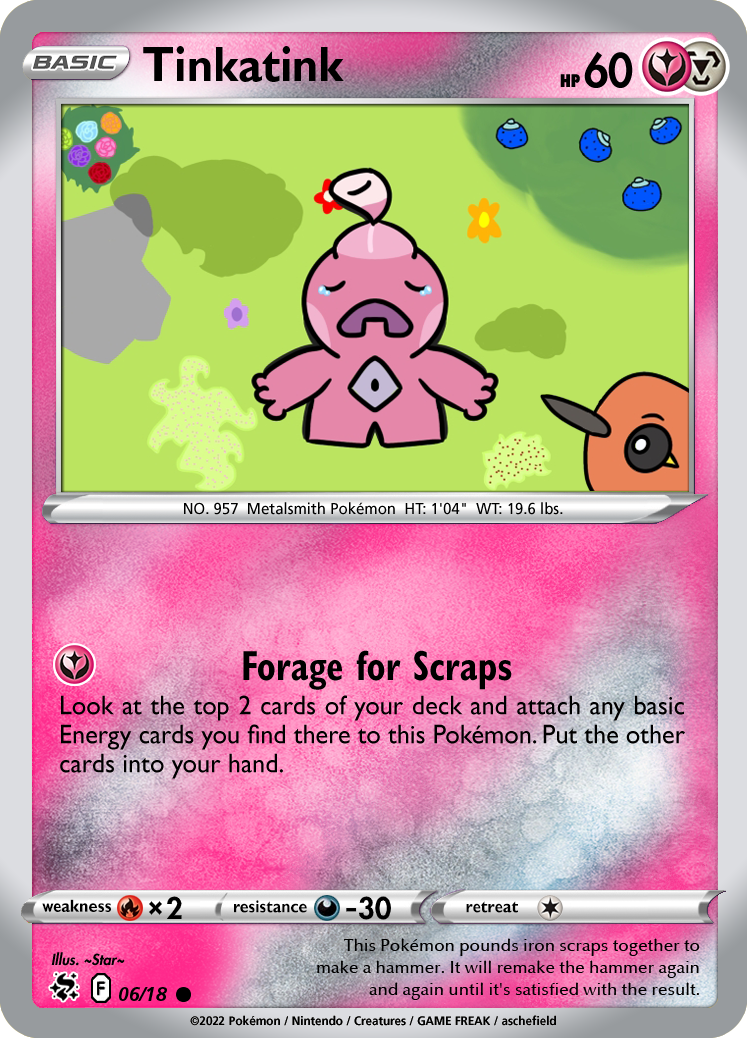 BASIC Tinkatink HP 60
NO. 957 Metalsmith Pokémon HT: 1'04" WT: 19.6 lbs.
Forage for Scraps
Look at the top 2 cards of your deck and attach any basic
Energy cards you find there to this Pokémon. Put the other
cards into your hand.
weakness ×2 resistance -30 retreat
This Pokémon pounds iron scraps together to
make a hammer. It will remake the hammer again
and again until it's satisfied with the result.
Illus. ~Star~
F 06/18
©2022 Pokémon / Nintendo / Creatures / GAME FREAK / aschefield